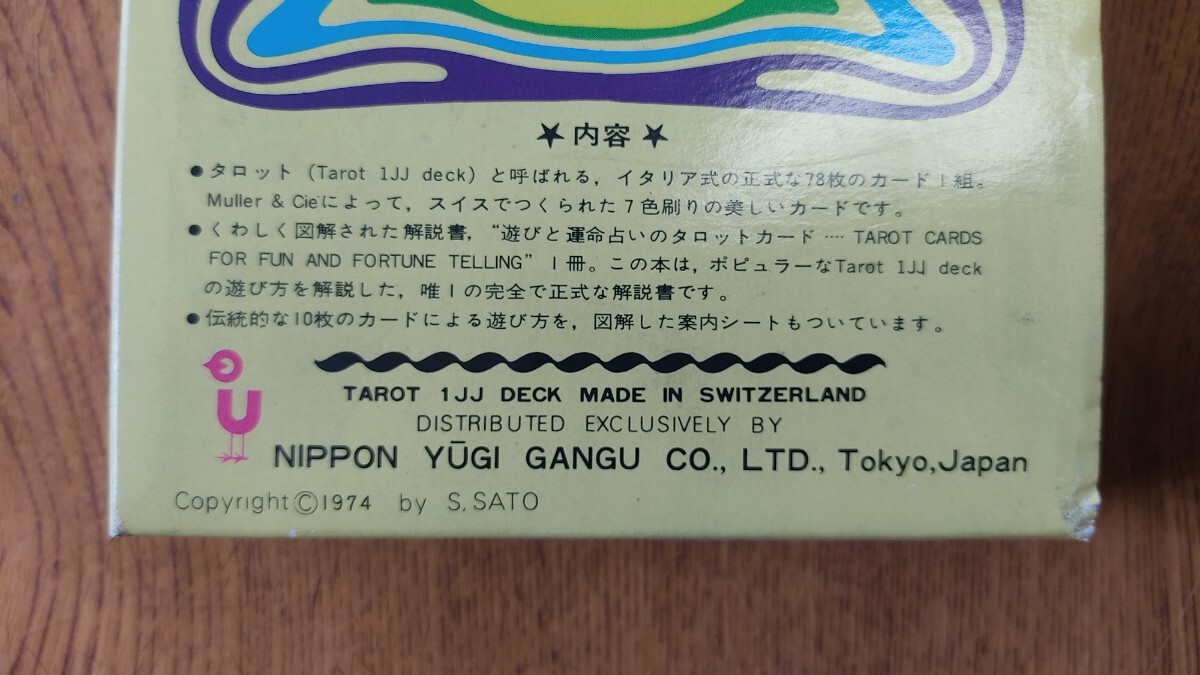 ★内容★
●タロット (Tarot 1JJ deck) と呼ばれる, イタリア式の正式な78枚のカード1組。
Muller & Cieによって, スイスでつくられた7色刷りの美しいカードです。
●くわしく図解された解説書, “遊びと運命占いのタロットカード …… TAROT CARDS
FOR FUN AND FORTUNE TELLING” 1冊。この本は, ポピュラーなTarot 1JJ deck
の遊び方を解説した, 唯1の完全で正式な解説書です。
●伝統的な10枚のカードによる遊び方を, 図解した案内シートもついています。
TAROT 1JJ DECK MADE IN SWITZERLAND
DISTRIBUTED EXCLUSIVELY BY
NIPPON YŪGI GANGU CO., LTD., Tokyo,Japan
Copyright ©1974 by S. SATO